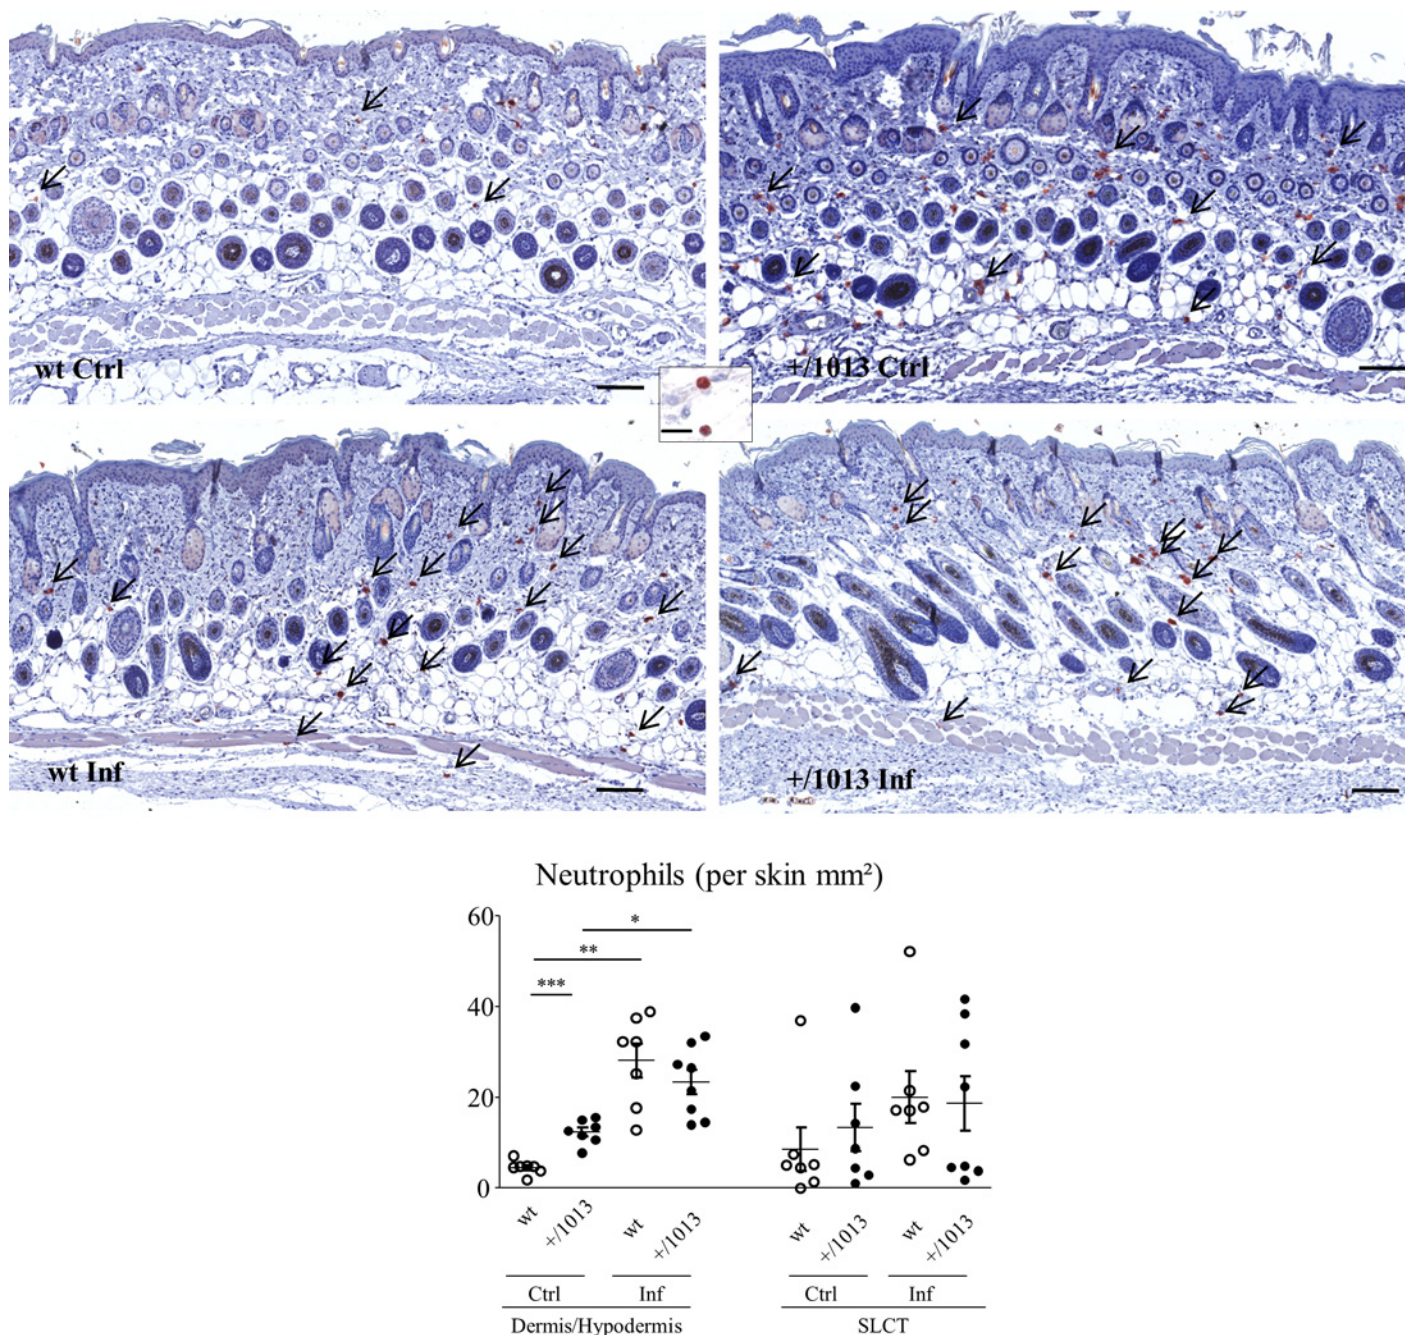 wt Ctrl
+/1013 Ctrl
wt Inf
+/1013 Inf
Neutrophils (per skin mm²)
60
40
20
0
*
**
***
wt
+/1013
wt
+/1013
wt
+/1013
wt
+/1013
Ctrl
Inf
Ctrl
Inf
Dermis/Hypodermis
SLCT